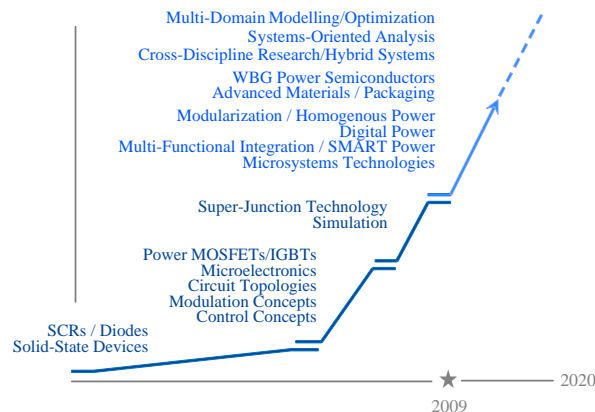 Multi-Domain Modelling/Optimization
Systems-Oriented Analysis
Cross-Discipline Research/Hybrid Systems
WBG Power Semiconductors
Advanced Materials / Packaging
Modularization / Homogenous Power
Digital Power
Multi-Functional Integration / SMART Power
Microsystems Technologies
Super-Junction Technology
Simulation
Power MOSFETs/IGBTs
Microelectronics
Circuit Topologies
Modulation Concepts
Control Concepts
SCRs / Diodes
Solid-State Devices
2020
2009